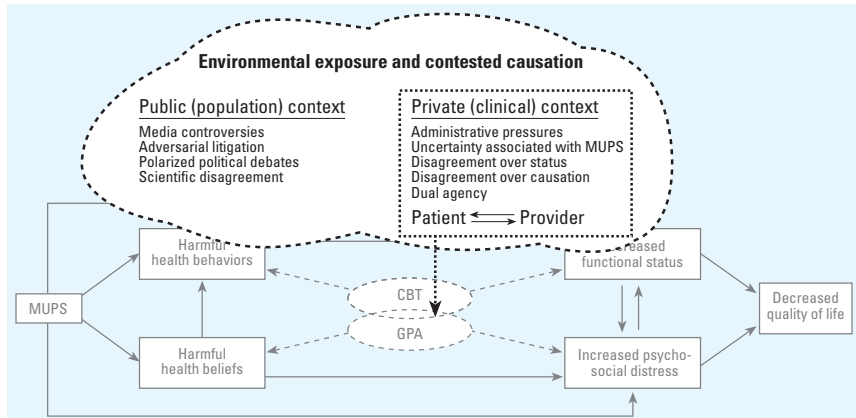 Environmental exposure and contested causation
Public (population) context
Media controversies
Adversarial litigation
Polarized political debates
Scientific disagreement
Private (clinical) context
Administrative pressures
Uncertainty associated with MUPS
Disagreement over status
Disagreement over causation
Dual agency
Patient Provider
Harmful
health behaviors
functional status
CBT
MUPS
Decreased
quality of life
GPA
Harmful
health beliefs
Increased psycho-
social distress